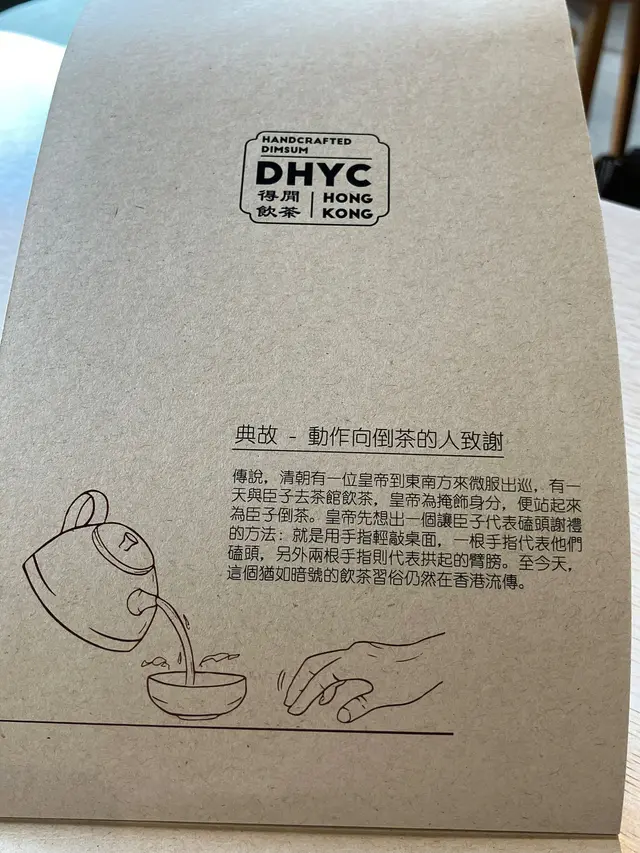 HANDCRAFTED
DIMSUM
DHYC
得閒 HONG
飲茶 KONG
典故 - 動作向倒茶的人致謝
傳說，清朝有一位皇帝到東南方來微服出巡，有一
天與臣子去茶館飲茶，皇帝為掩飾身分，便站起來
為臣子倒茶。皇帝先想出一個讓臣子代表磕頭謝禮
的方法：就是用手指輕敲桌面，一根手指代表他們
磕頭，另外兩根手指則代表拱起的臂膀。至今天，
這個猶如暗號的飲茶習俗仍然在香港流傳。